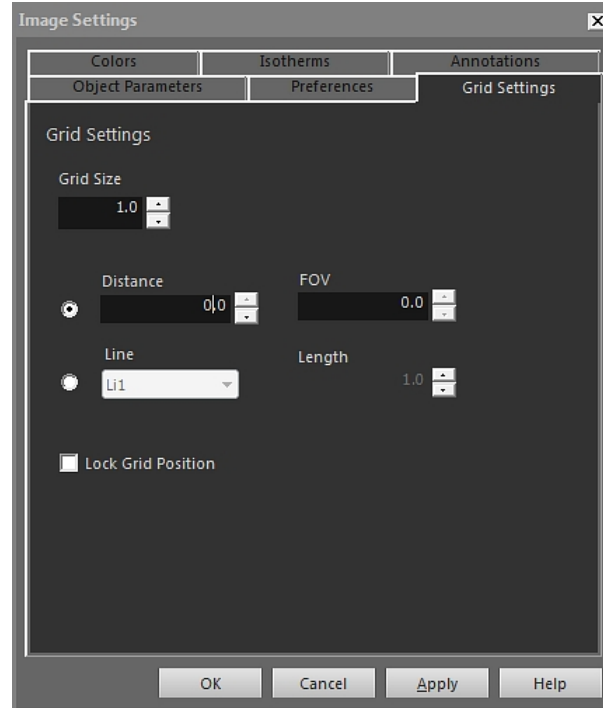 Image Settings
Colors Isotherms Annotations
Object Parameters Preferences Grid Settings
Grid Settings
Grid Size
1.0
Distance FOV
0.0 0.0
Line Length
Li1 1.0
Lock Grid Position
OK Cancel Apply Help